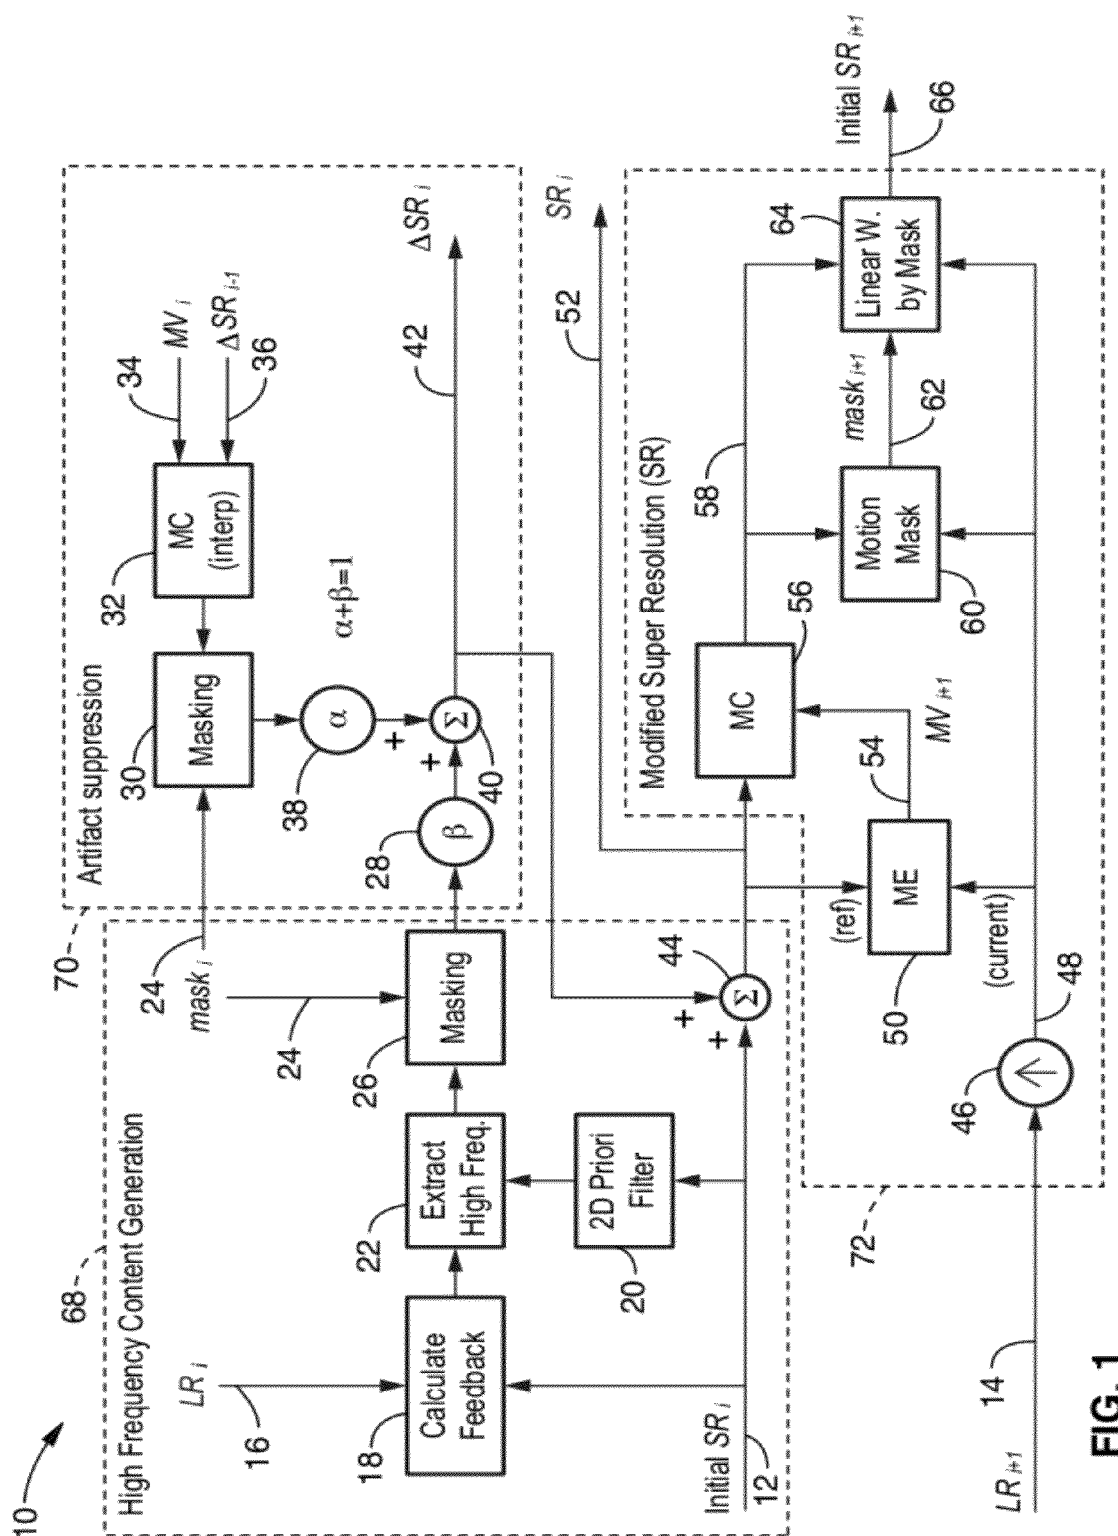 10
68
High Frequency Content Generation
LR i
16
18
Calculate
Feedback
22
Extract
High Freq.
20
2D Priori
Filter
Initial SR i
12
24
mask i
24
26
Masking
70
Artifact suppression
30
Masking
32
MC
(interp)
34
MV i
ΔSR i-1
36
38
α
α+β=1
28
β
+
+
Σ
40
42
ΔSR i
44
+
+
Σ
52
SR i
Modified Super Resolution (SR)
MC
56
58
(ref)
ME
50
(current)
54
MV i+1
Motion
Mask
60
mask i+1
62
64
Linear W.
by Mask
Initial SR i+1
66
72
46
48
14
LR i+1
FIG. 1